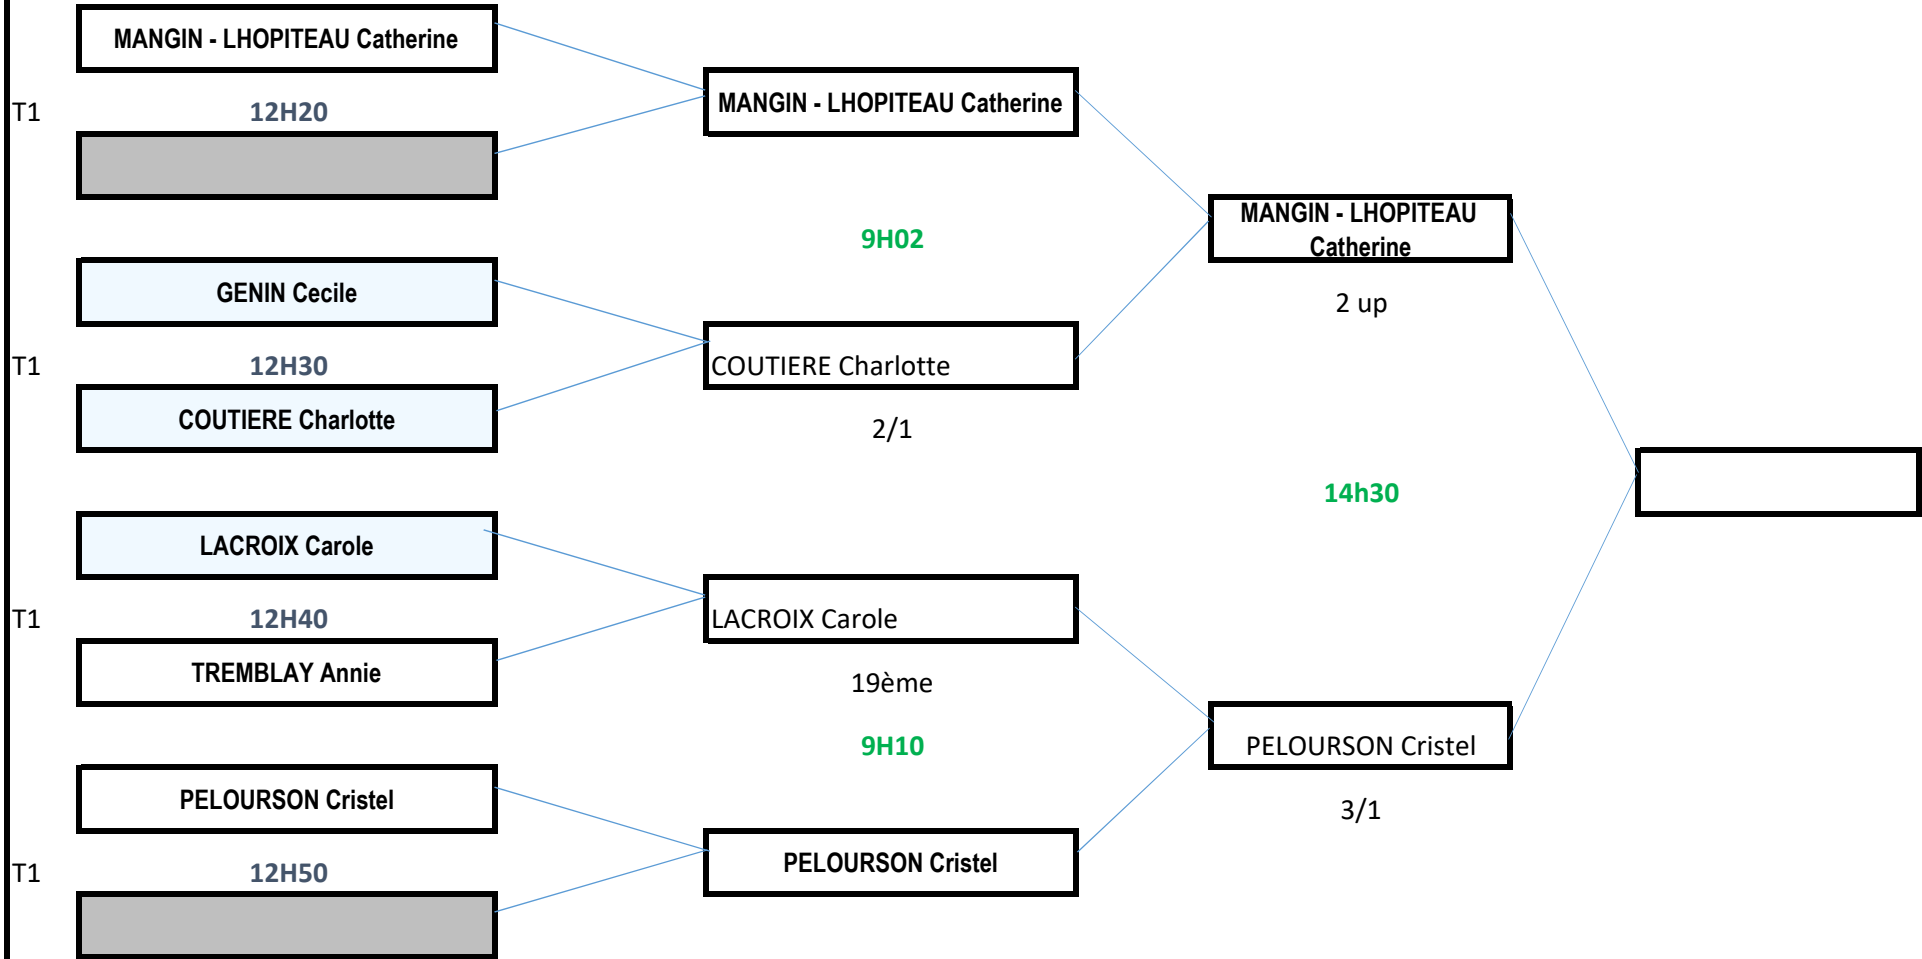 MANGIN - LHOPITEAU Catherine
T1
12H20
MANGIN - LHOPITEAU Catherine
9H02
MANGIN - LHOPITEAU
Catherine
GENIN Cecile
2 up
T1
12H30
COUTIERE Charlotte
COUTIERE Charlotte
2/1
14h30
LACROIX Carole
T1
12H40
LACROIX Carole
TREMBLAY Annie
19ème
9H10
PELOURSON Cristel
PELOURSON Cristel
3/1
T1
12H50
PELOURSON Cristel